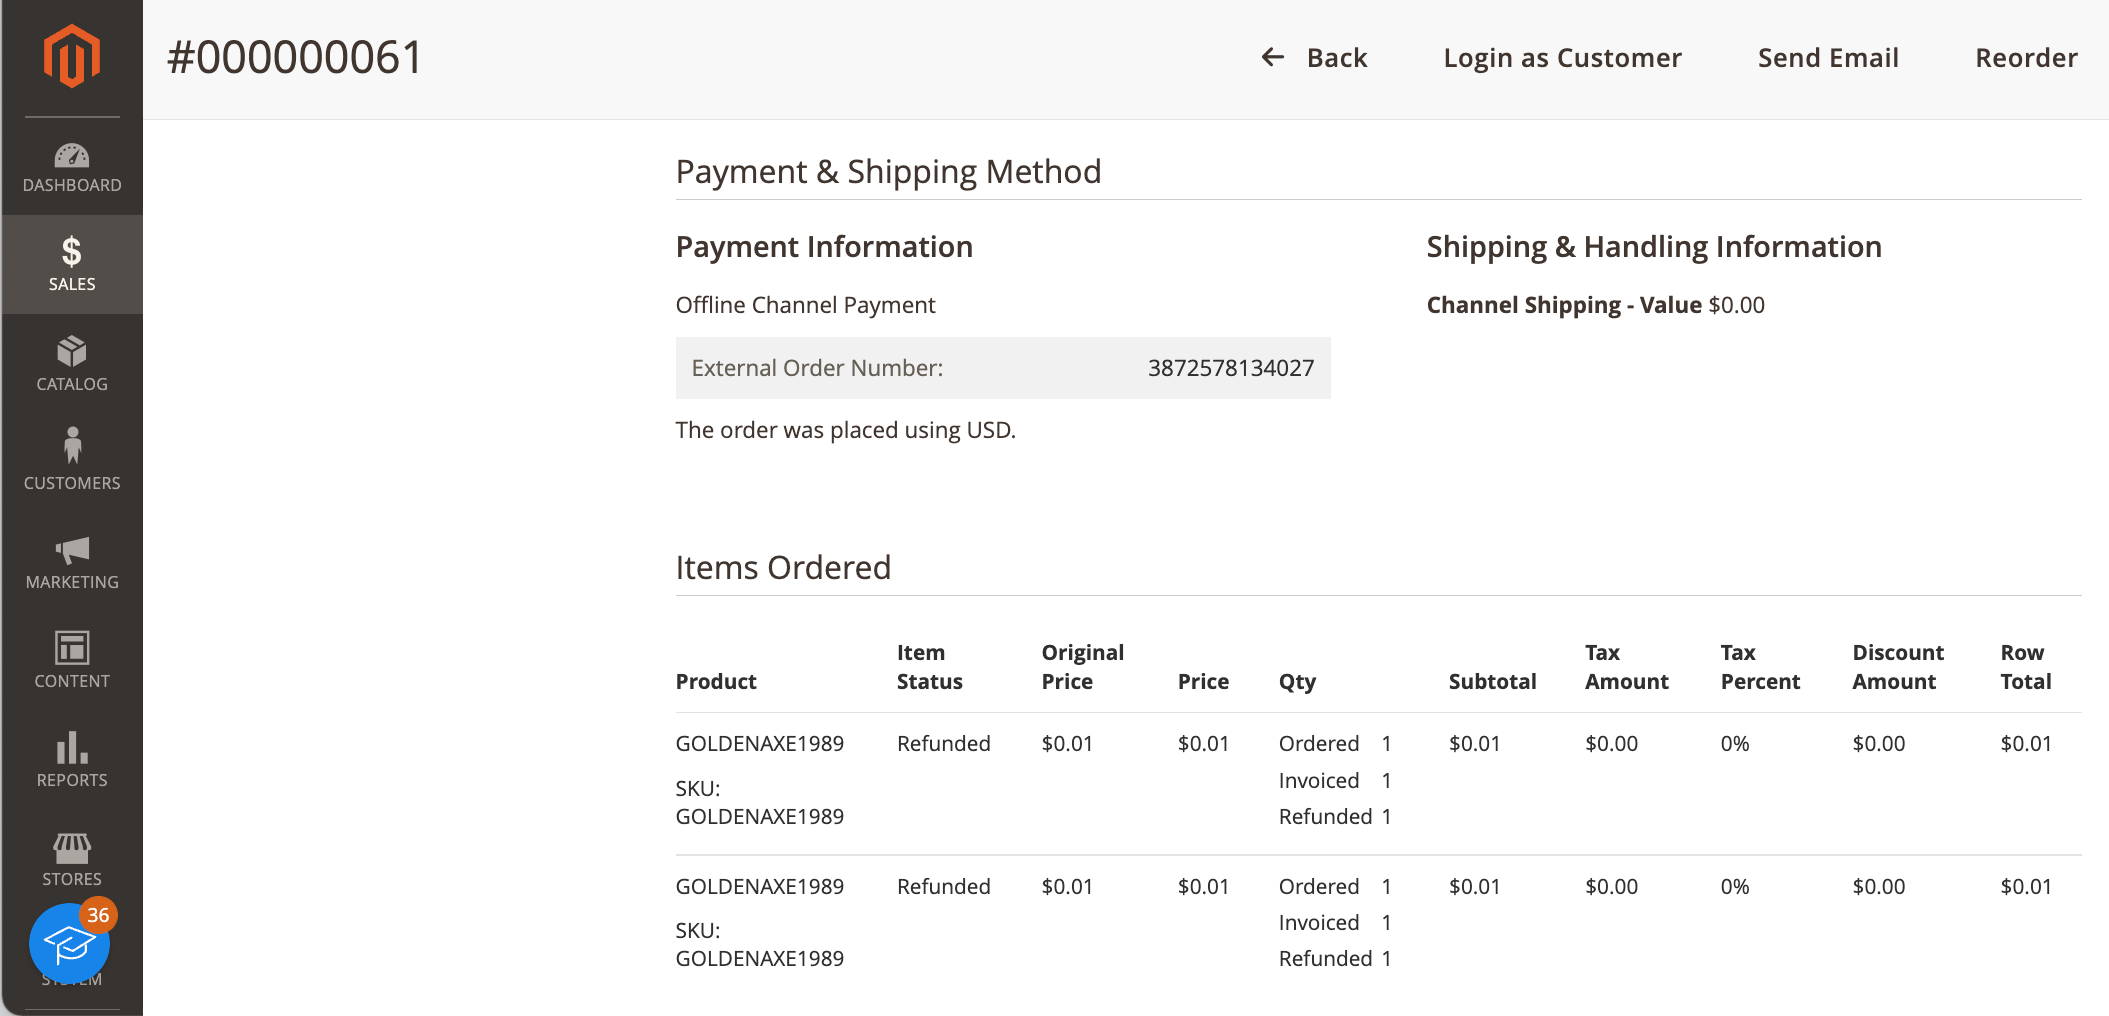 #000000061
← Back
Login as Customer
Send Email
Reorder
DASHBOARD
$
SALES
CATALOG
CUSTOMERS
MARKETING
CONTENT
REPORTS
STORES
36
Payment & Shipping Method
Payment Information
Offline Channel Payment
External Order Number: 3872578134027
The order was placed using USD.
Shipping & Handling Information
Channel Shipping - Value $0.00
Items Ordered
Product Item Status Original Price Price Qty Subtotal Tax Amount Tax Percent Discount Amount Row Total
GOLDENAXE1989 Refunded $0.01 $0.01 Ordered 1 $0.01 $0.00 0% $0.00 $0.01
Invoiced 1
SKU:
GOLDENAXE1989 Refunded 1
GOLDENAXE1989 Refunded $0.01 $0.01 Ordered 1 $0.01 $0.00 0% $0.00 $0.01
Invoiced 1
SKU:
GOLDENAXE1989 Refunded 1